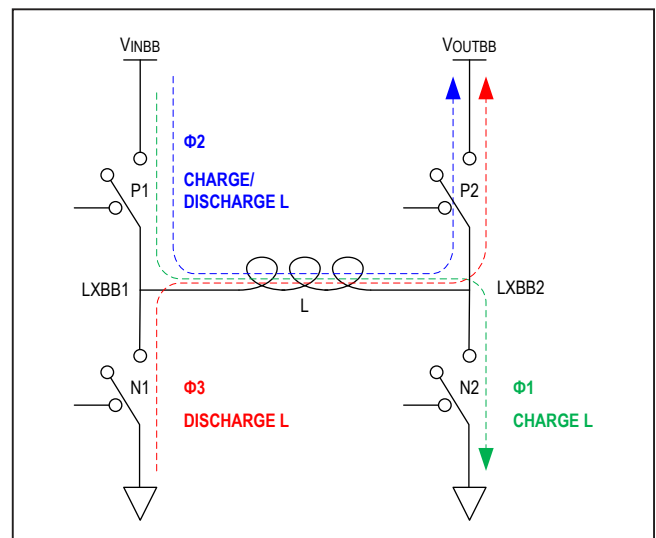 VINBB
VOUTBB
Φ2
CHARGE/
DISCHARGE L
P1
P2
LXBB1
LXBB2
L
N1
N2
Φ3
DISCHARGE L
Φ1
CHARGE L